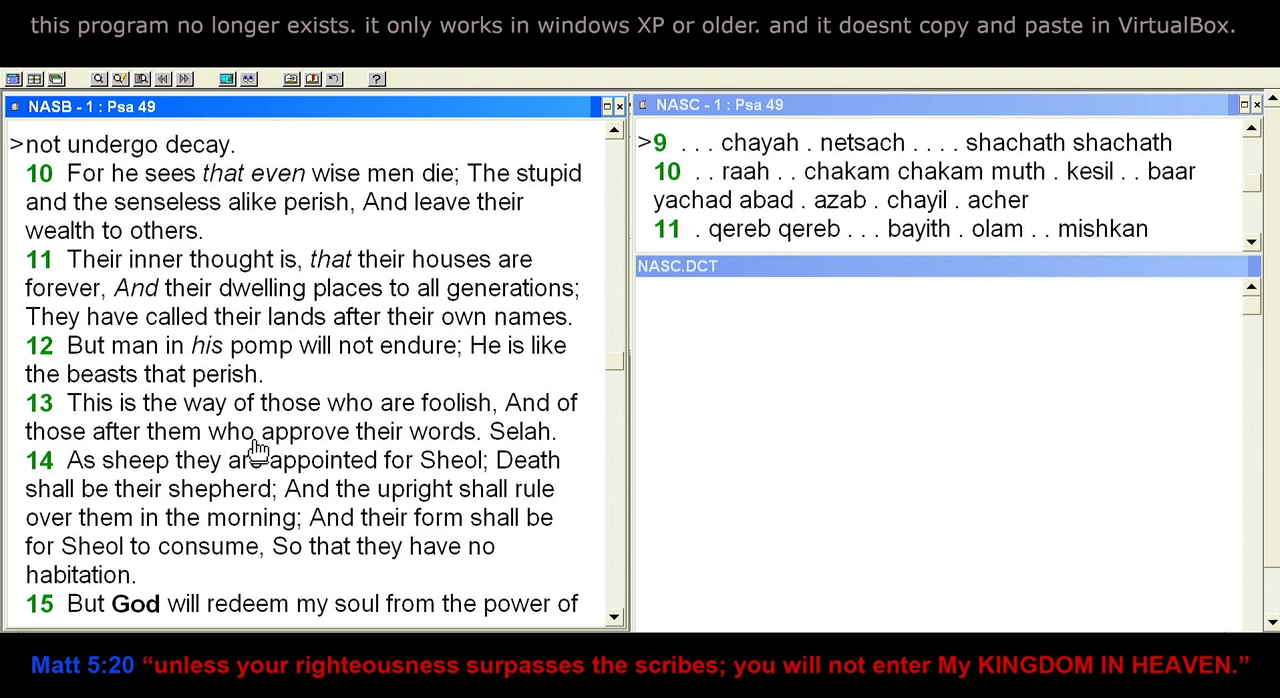 this program no longer exists. it only works in windows XP or older. and it doesnt copy and paste in VirtualBox.
NASB - 1 : Psa 49
>not undergo decay.
10 For he sees that even wise men die; The stupid
and the senseless alike perish, And leave their
wealth to others.
11 Their inner thought is, that their houses are
forever, And their dwelling places to all generations;
They have called their lands after their own names.
12 But man in his pomp will not endure; He is like
the beasts that perish.
13 This is the way of those who are foolish, And of
those after them who approve their words. Selah.
14 As sheep they are appointed for Sheol; Death
shall be their shepherd; And the upright shall rule
over them in the morning; And their form shall be
for Sheol to consume, So that they have no
habitation.
15 But God will redeem my soul from the power of
NASC - 1 : Psa 49
>9 . . . chayah . netsach . . . . shachath shachath
10 . . raah . . chakam chakam muth . kesil . . baar
yachad abad . azab . chayil . acher
11 . qereb qereb . . . bayith . olam . . mishkan
NASC.DCT
Matt 5:20 “unless your righteousness surpasses the scribes; you will not enter My KINGDOM IN HEAVEN.”